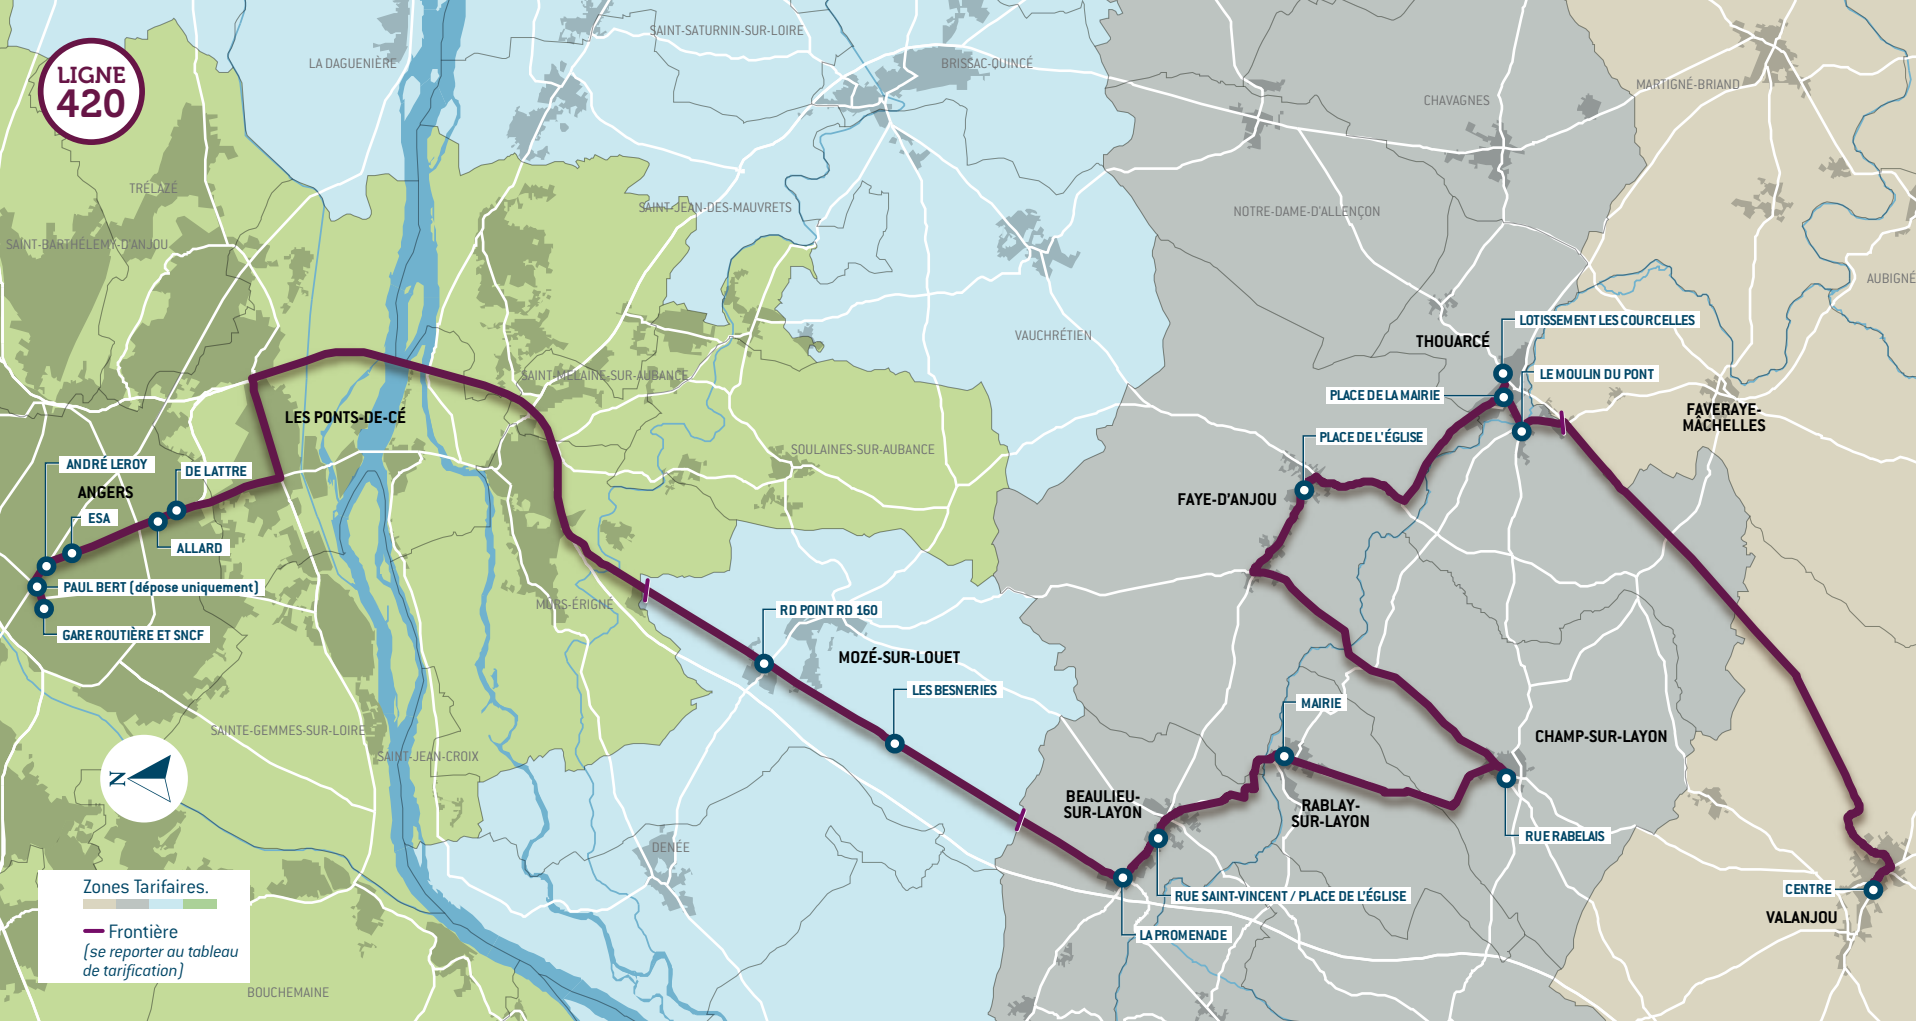 LIGNE
420
LA DAGUENIÈRE
SAINT-SATURNIN-SUR-LOIRE
BRISSAC-QUINCÉ
CHAVAGNES
MARTIGNÉ-BRIAND
TRÉLAZÉ
SAINT-BARTHÉLEMY-D'ANJOU
SAINT-JEAN-DES-MAUVRETS
NOTRE-DAME-D'ALLENÇON
AUBIGNÉ
VAUCHRÉTIEN
LOTISSEMENT LES COURCELLES
THOUARCÉ
LE MOULIN DU PONT
PLACE DE LA MAIRIE
SAINT-MELAINE-SUR-AUBANCE
LES PONTS-DE-CÉ
FAVERAYE-
MÂCHELLES
PLACE DE L'ÉGLISE
SOULAINES-SUR-AUBANCE
FAYE-D'ANJOU
ANDRÉ LEROY
DE LATTRE
ANGERS
ESA
ALLARD
PAUL BERT (dépose uniquement)
GARE ROUTIÈRE ET SNCF
MÛRS-ÉRIGNÉ
RD POINT RD 160
MOZÉ-SUR-LOUET
LES BESNERIES
MAIRIE
SAINTE-GEMMES-SUR-LOIRE
SAINT-JEAN-CROIX
CHAMP-SUR-LAYON
N
BEAULIEU-
SUR-LAYON
RABLAY-
SUR-LAYON
RUE RABELAIS
DENÉE
RUE SAINT-VINCENT / PLACE DE L'ÉGLISE
LA PROMENADE
CENTRE
VALANJOU
Zones Tarifaires.
Frontière
(se reporter au tableau
de tarification)
BOUCHEMAINE